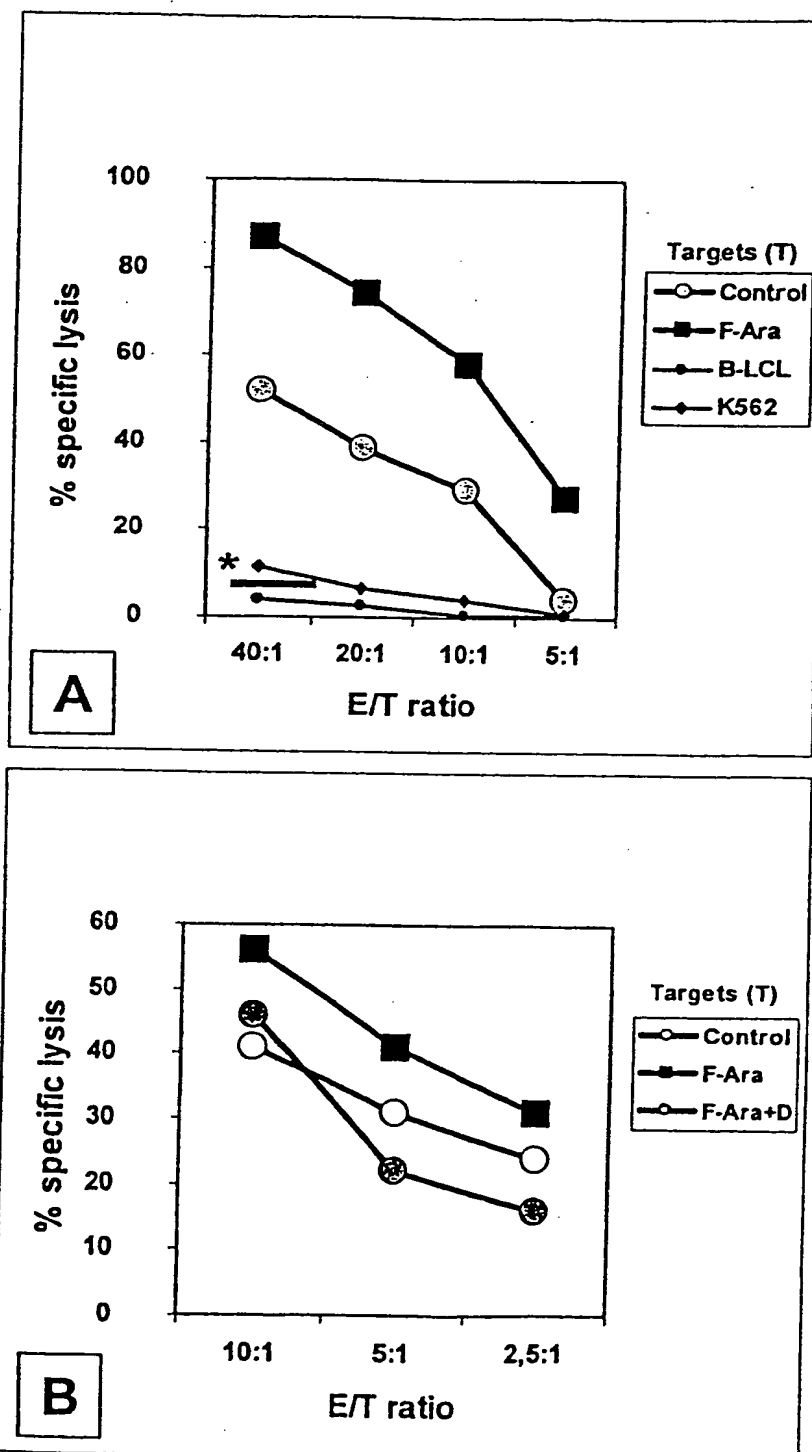 100
80
60
40
20
0
% specific lysis
*
40:1 20:1 10:1 5:1
E/T ratio
Targets (T)
Control
F-Ara
B-LCL
K562
A
60
50
40
30
20
10
0
% specific lysis
10:1 5:1 2,5:1
E/T ratio
Targets (T)
Control
F-Ara
F-Ara+D
B